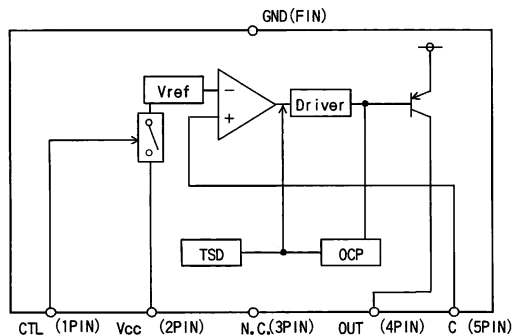 GND(FIN)
Vref
−
+
Driver
TSD
OCP
CTL (1PIN)
Vcc (2PIN)
N.C.(3PIN)
OUT (4PIN)
C (5PIN)